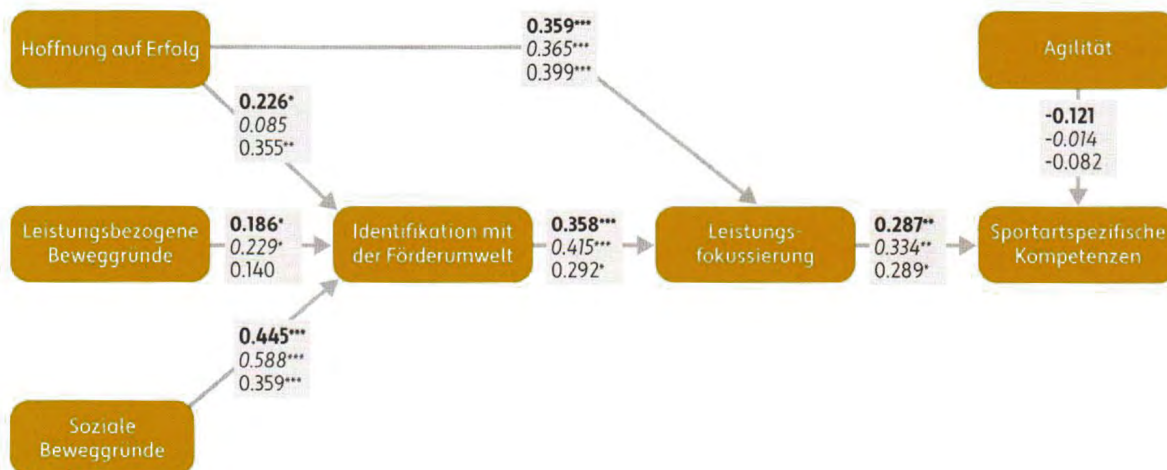 Hoffnung auf Erfolg
0.359***
0.365***
0.399***
Agilität
0.226*
0.085
0.355**
-0.121
-0.014
-0.082
Leistungsbezogene
Beweggründe
0.186*
0.229*
0.140
Identifikation mit
der Förderumwelt
0.358***
0.415***
0.292*
Leistungs-
fokussierung
0.287**
0.334**
0.289*
Sportartspezifische
Kompetenzen
0.445***
0.588***
0.359***
Soziale
Beweggründe